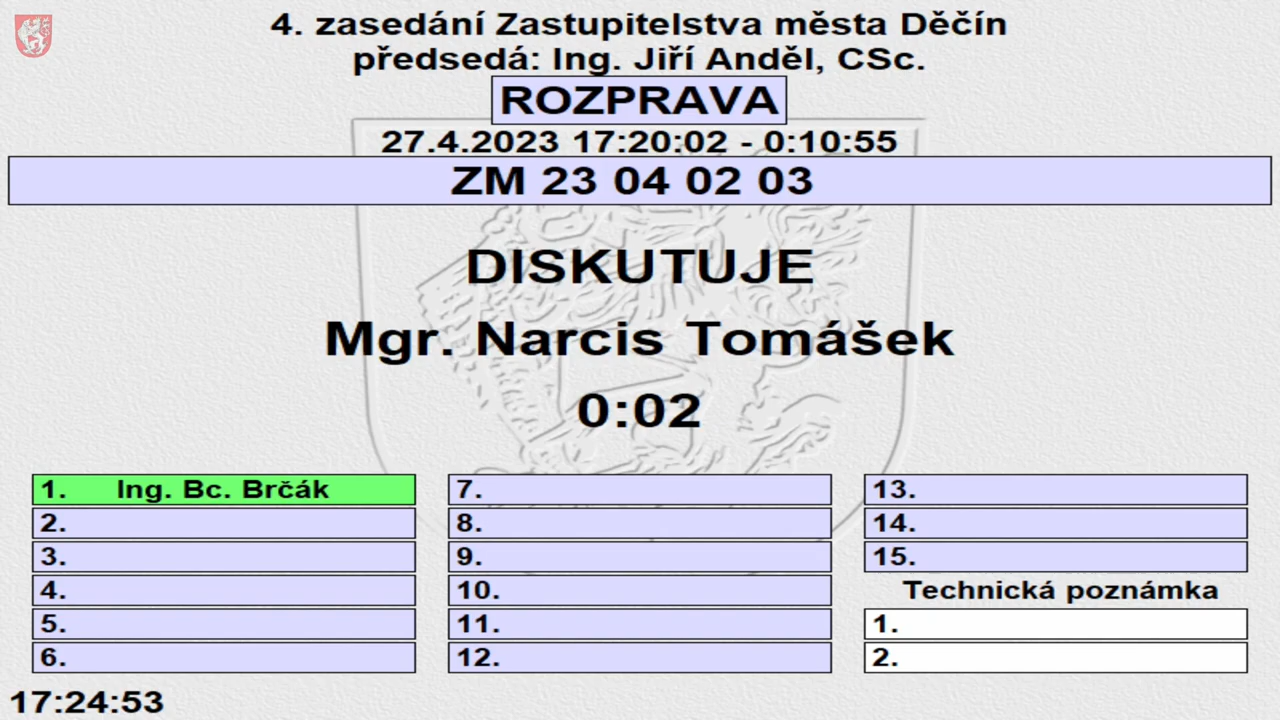 4. zasedání Zastupitelstva města Děčín
předsedá: Ing. Jiří Anděl, CSc.
ROZPRAVA
27.4.2023 17:20:02 - 0:10:55
ZM 23 04 02 03
DISKUTUJE
Mgr. Narcis Tomášek
0:02
1. Ing. Bc. Brčák
2.
3.
4.
5.
6.
7.
8.
9.
10.
11.
12.
13.
14.
15.
Technická poznámka
1.
2.
17:24:53